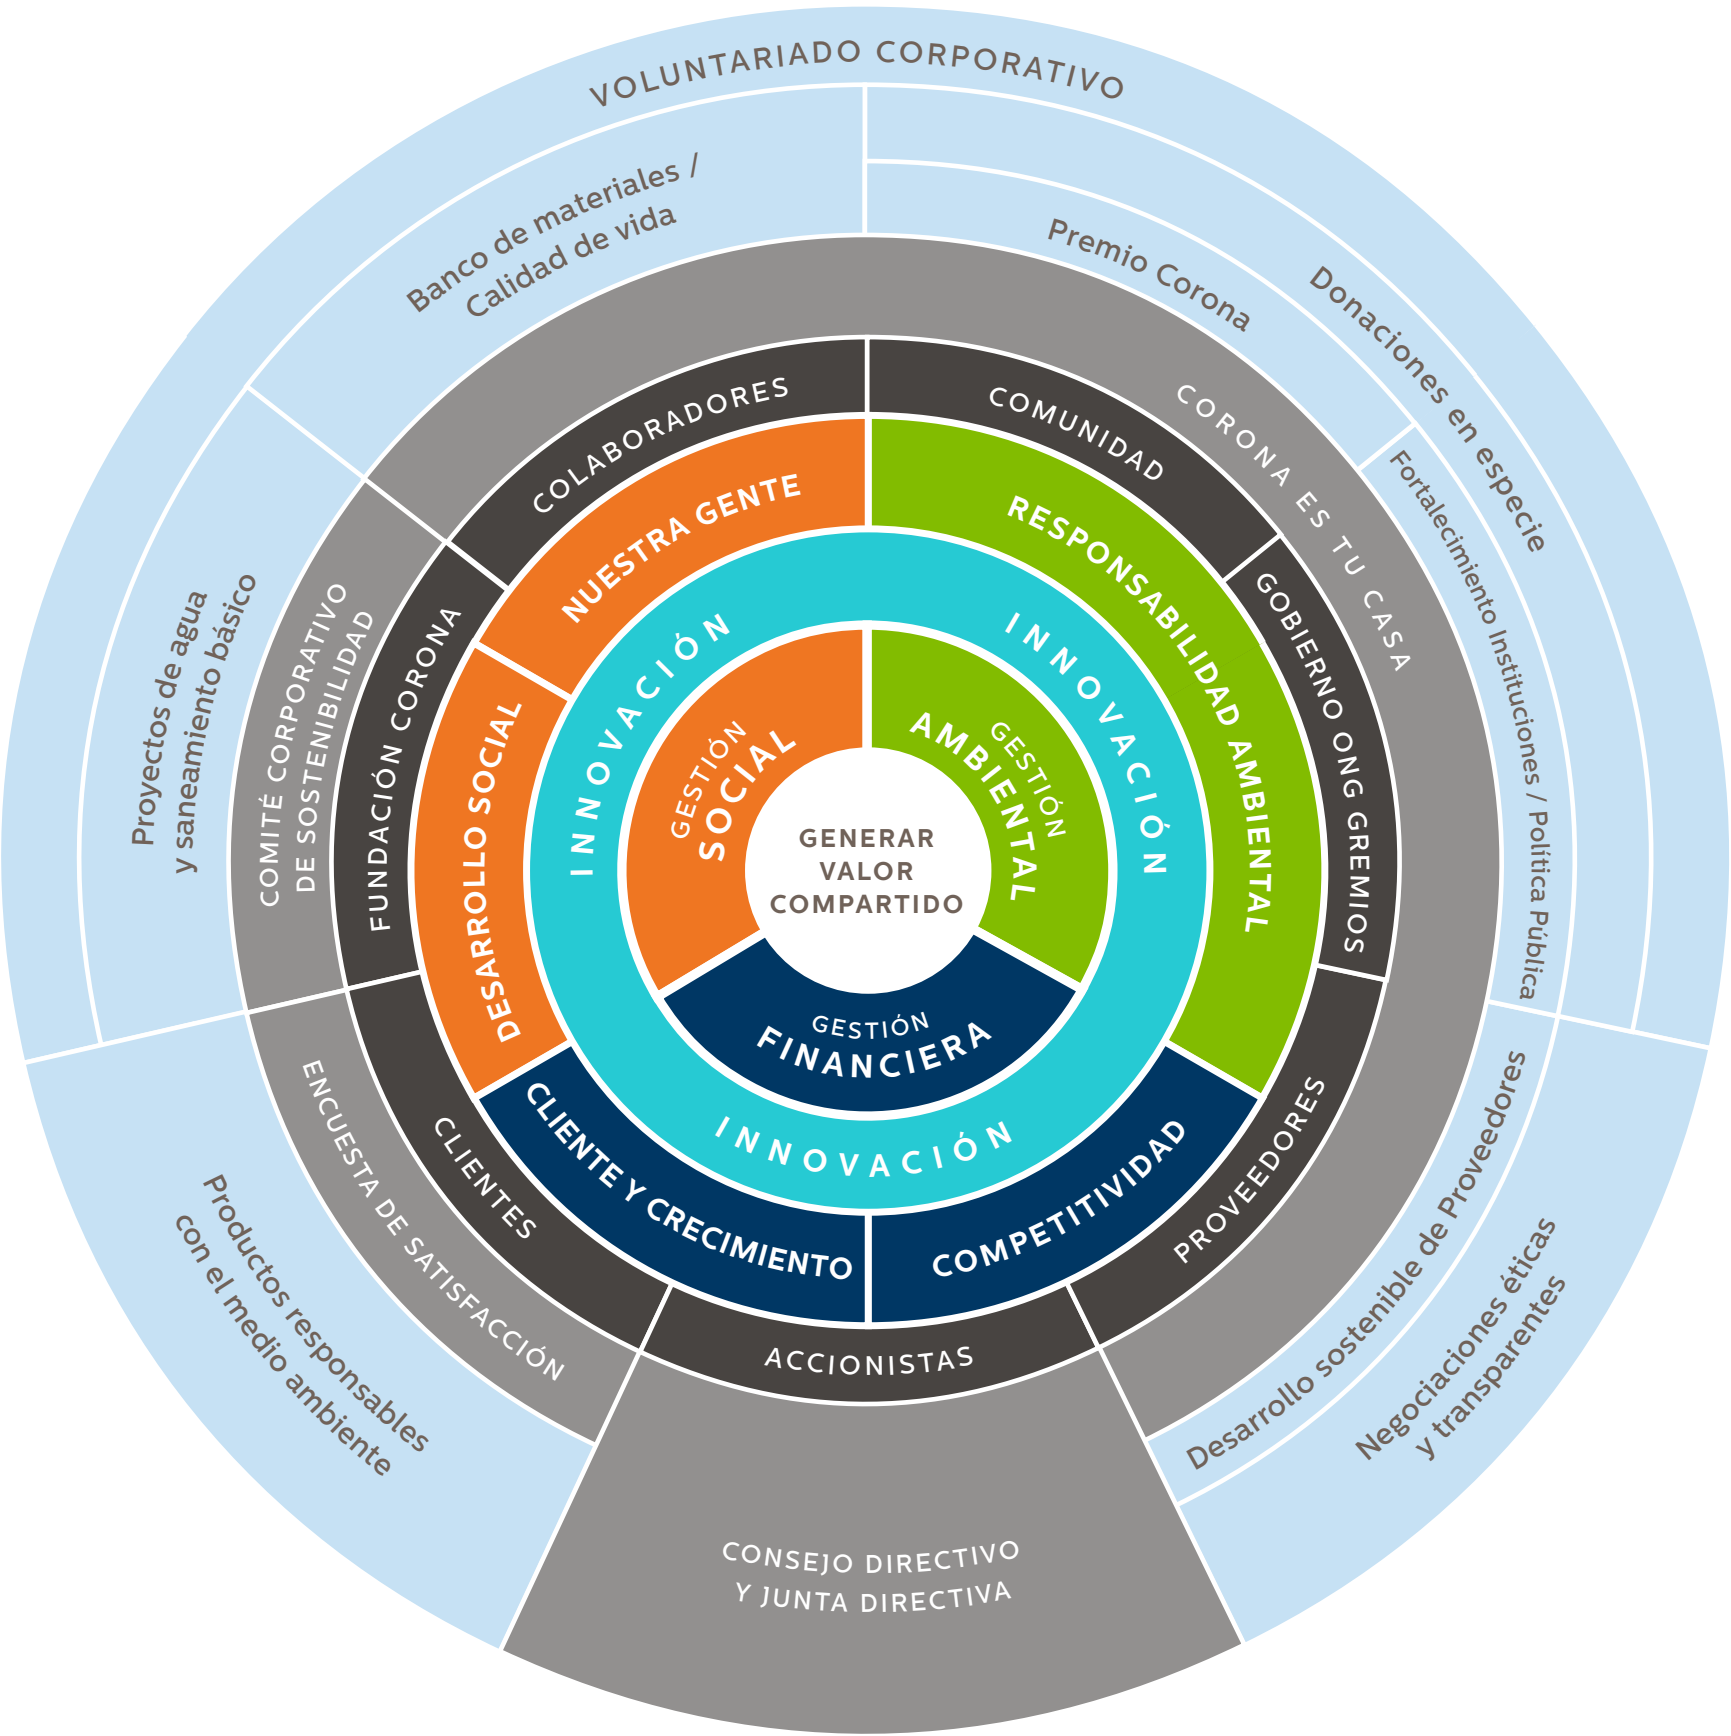 VOLUNTARIADO CORPORATIVO
Banco de materiales /
Calidad de vida
Premio Corona
Donaciones en especie
Fortalecimiento Instituciones / Política Pública
Proyectos de agua
y saneamiento básico
CORONA ES TU CASA
COMITÉ CORPORATIVO
DE SOSTENIBILIDAD
COLABORADORES
COMUNIDAD
GOBIERNO ONG GREMIOS
FUNDACIÓN CORONA
NUESTRA GENTE
RESPONSABILIDAD AMBIENTAL
DESARROLLO SOCIAL
INNOVACIÓN
INNOVACIÓN
GESTIÓN
SOCIAL
GESTIÓN
AMBIENTAL
GENERAR
VALOR
COMPARTIDO
GESTIÓN
FINANCIERA
INNOVACIÓN
CLIENTE Y CRECIMIENTO
COMPETITIVIDAD
CLIENTES
PROVEEDORES
ACCIONISTAS
ENCUESTA DE SATISFACCIÓN
Productos responsables
con el medio ambiente
Desarrollo sostenible de Proveedores
Negociaciones éticas
y transparentes
CONSEJO DIRECTIVO
Y JUNTA DIRECTIVA